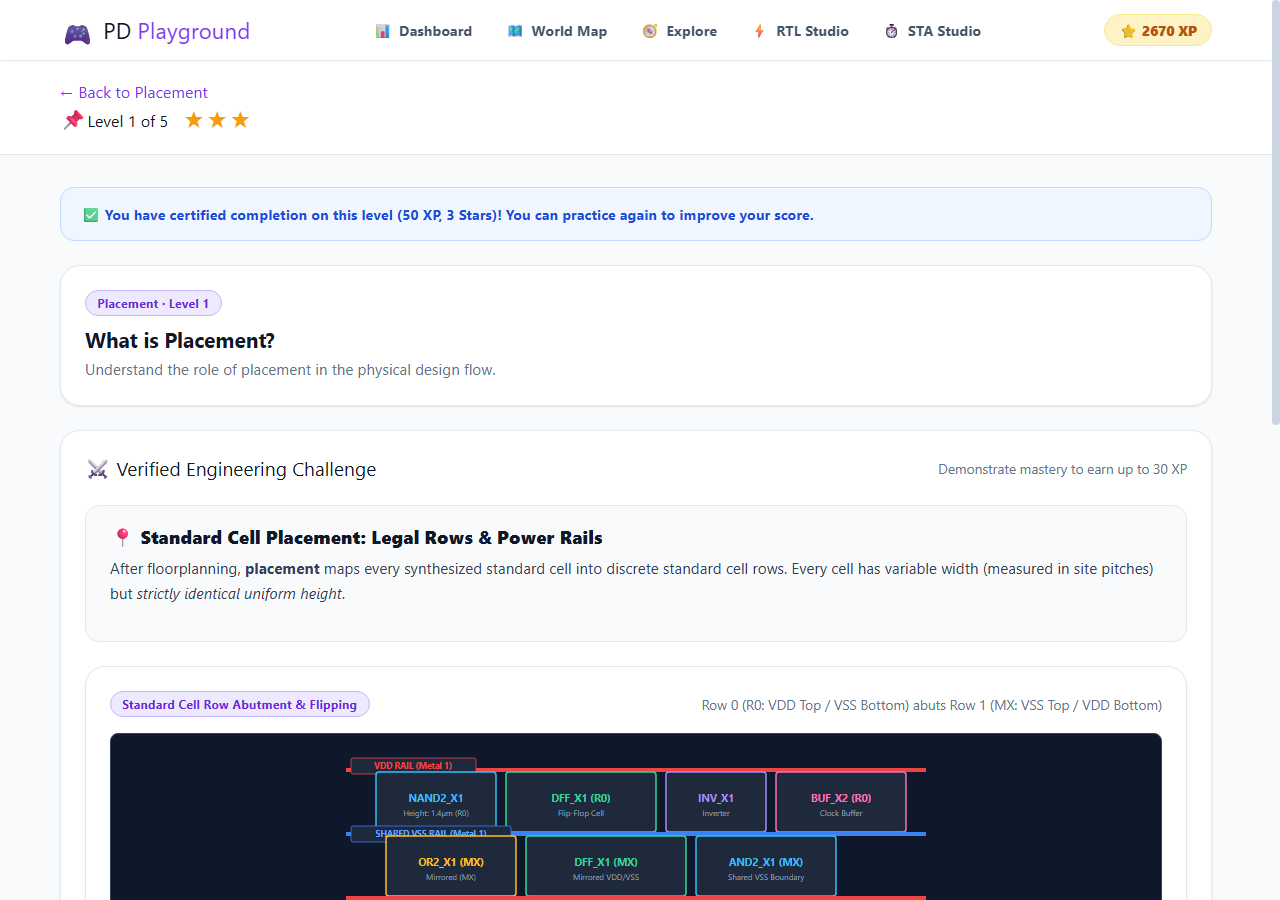 PD Playground
Dashboard
World Map
Explore
RTL Studio
STA Studio
2670 XP
← Back to Placement
Level 1 of 5
You have certified completion on this level (50 XP, 3 Stars)! You can practice again to improve your score.
Placement · Level 1
What is Placement?
Understand the role of placement in the physical design flow.
Verified Engineering Challenge
Demonstrate mastery to earn up to 30 XP
Standard Cell Placement: Legal Rows & Power Rails
After floorplanning, placement maps every synthesized standard cell into discrete standard cell rows. Every cell has variable width (measured in site pitches)
but strictly identical uniform height.
Standard Cell Row Abutment & Flipping
Row 0 (R0: VDD Top / VSS Bottom) abuts Row 1 (MX: VSS Top / VDD Bottom)
VDD RAIL (Metal 1)
NAND2_X1
Height: 1.4μm (R0)
DFF_X1 (R0)
Flip-Flop Cell
INV_X1
Inverter
BUF_X2 (R0)
Clock Buffer
SHARED VSS RAIL (Metal 1)
OR2_X1 (MX)
Mirrored (MX)
DFF_X1 (MX)
Mirrored VDD/VSS
AND2_X1 (MX)
Shared VSS Boundary